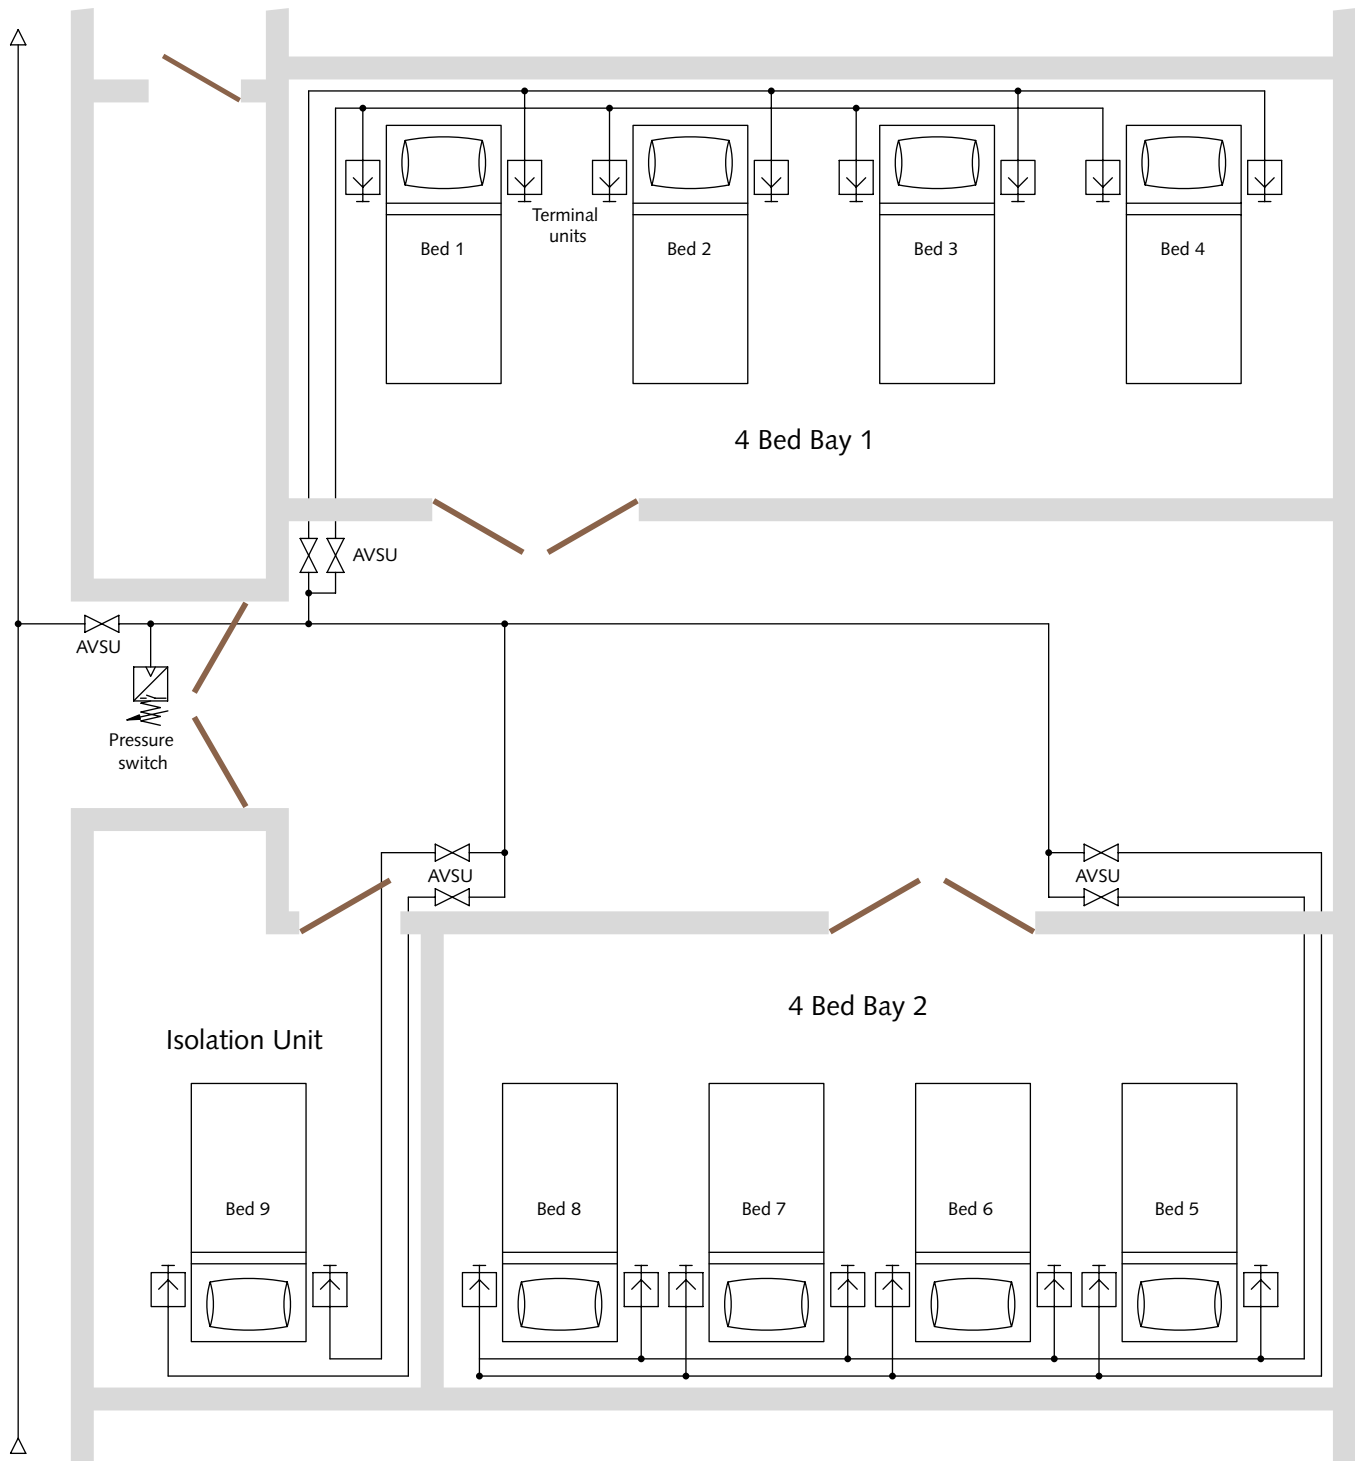 Terminal
units
Bed 1
Bed 2
Bed 3
Bed 4
4 Bed Bay 1
AVSU
AVSU
Pressure
switch
AVSU
AVSU
4 Bed Bay 2
Isolation Unit
Bed 9
Bed 8
Bed 7
Bed 6
Bed 5